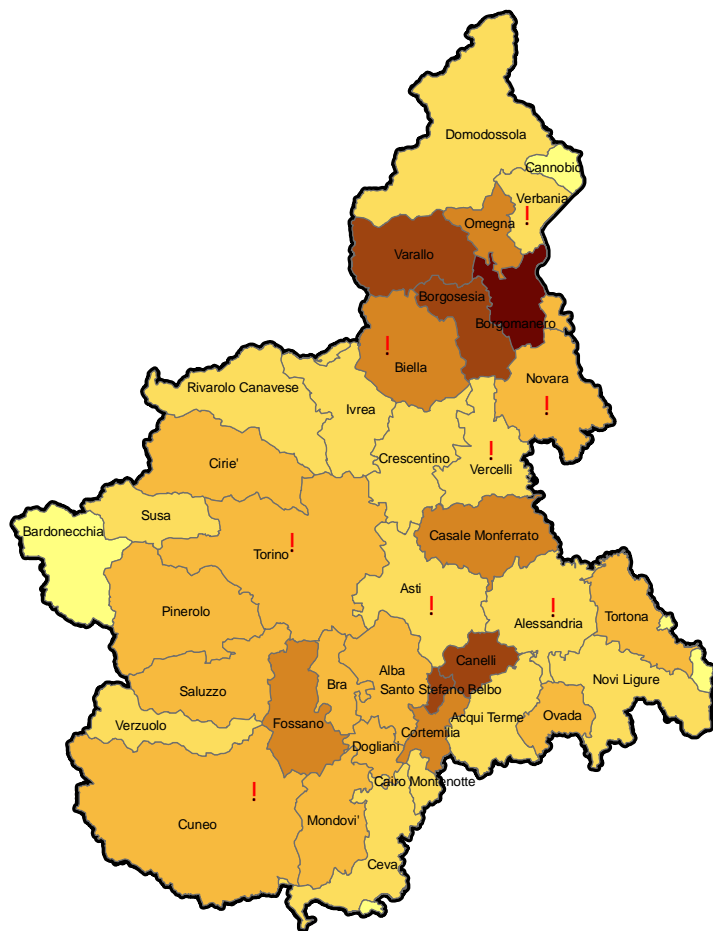 Domodossola
Cannobio
Verbania
!
Omegna
Varallo
Borgosesia
Borgomanero
!
Biella
Novara
!
Rivarolo Canavese
Ivrea
Crescentino
!
Vercelli
Cirie'
Susa
Bardonecchia
Casale Monferrato
!
Torino
Asti
!
!
Alessandria
Pinerolo
Tortona
Canelli
Alba
Bra
Saluzzo
Santo Stefano Belbo
Novi Ligure
Acqui Terme
Ovada
Verzuolo
Fossano
Cortemilia
Dogliani
Cairo Montenotte
!
Cuneo
Mondovi'
Ceva